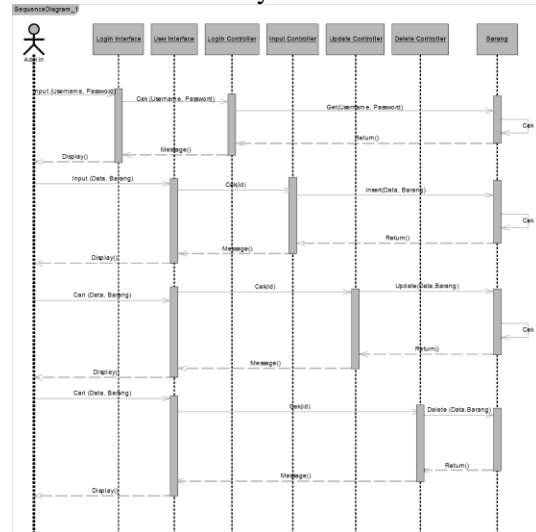 SequenceDiagram_1
Login Interface
User Interface
Login Controller
Input Controller
Update Controller
Delete Controller
Barang
Admin
Input (Username, Password)
Cek (Username, Password)
Get(Username, Password)
Cek
Return()
Message()
Display()
Input (Data, Barang)
Cek(Id)
Insert(Data, Barang)
Cek
Return()
Message()
Display()
Cari (Data, Barang)
Cek(Id)
Update(Data,Barang)
Cek
Return()
Message()
Display()
Cari (Data, Barang)
Cek(Id)
Delete (Data,Barang)
Return()
Message()
Display()